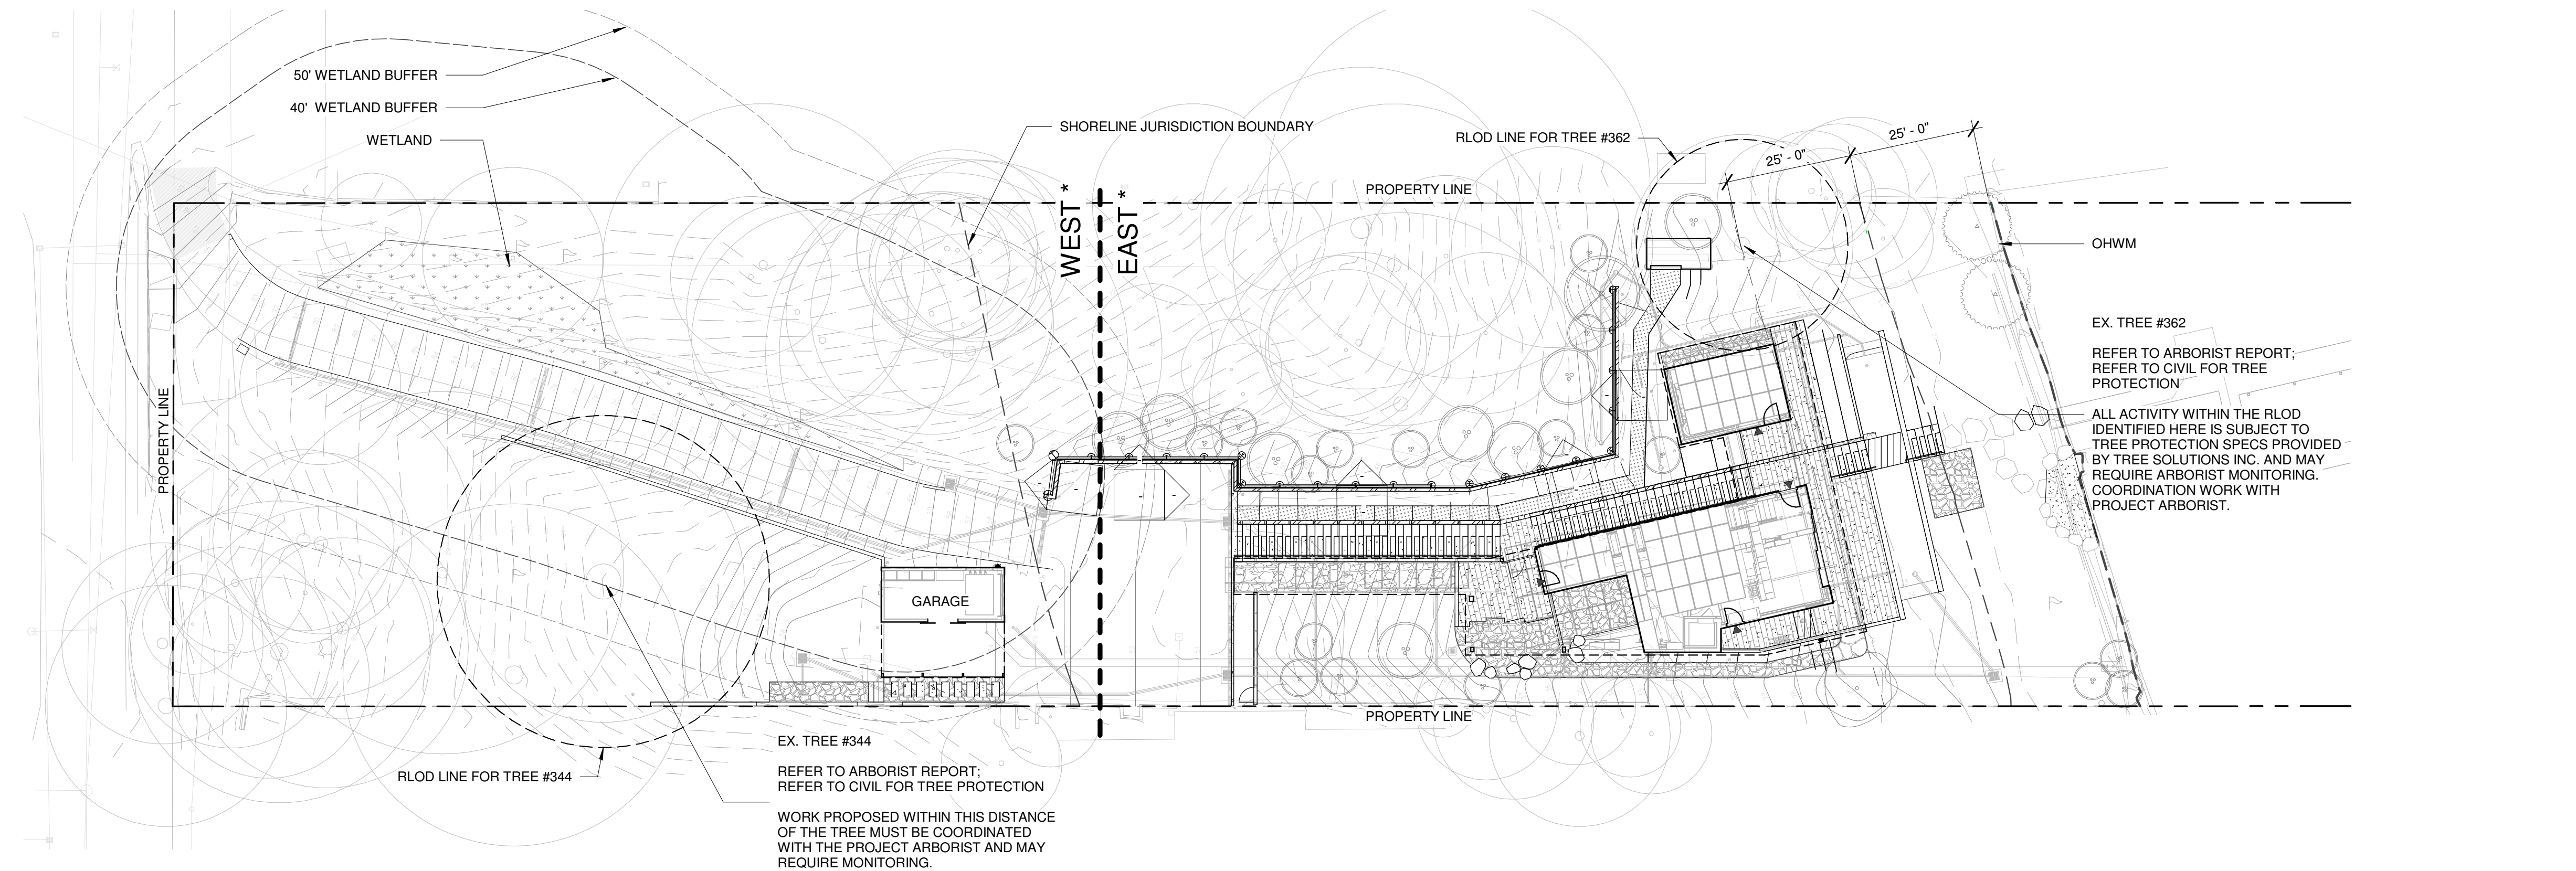 50' WETLAND BUFFER
40' WETLAND BUFFER
WETLAND
SHORELINE JURISDICTION BOUNDARY
RLOD LINE FOR TREE #362
25' - 0"
25' - 0"
PROPERTY LINE
WEST *
EAST *
OHWM
EX. TREE #362
REFER TO ARBORIST REPORT;
REFER TO CIVIL FOR TREE
PROTECTION
ALL ACTIVITY WITHIN THE RLOD
IDENTIFIED HERE IS SUBJECT TO
TREE PROTECTION SPECS PROVIDED
BY TREE SOLUTIONS INC. AND MAY
REQUIRE ARBORIST MONITORING.
COORDINATION WORK WITH
PROJECT ARBORIST.
PROPERTY LINE
GARAGE
PROPERTY LINE
RLOD LINE FOR TREE #344
EX. TREE #344
REFER TO ARBORIST REPORT;
REFER TO CIVIL FOR TREE PROTECTION
WORK PROPOSED WITHIN THIS DISTANCE
OF THE TREE MUST BE COORDINATED
WITH THE PROJECT ARBORIST AND MAY
REQUIRE MONITORING.